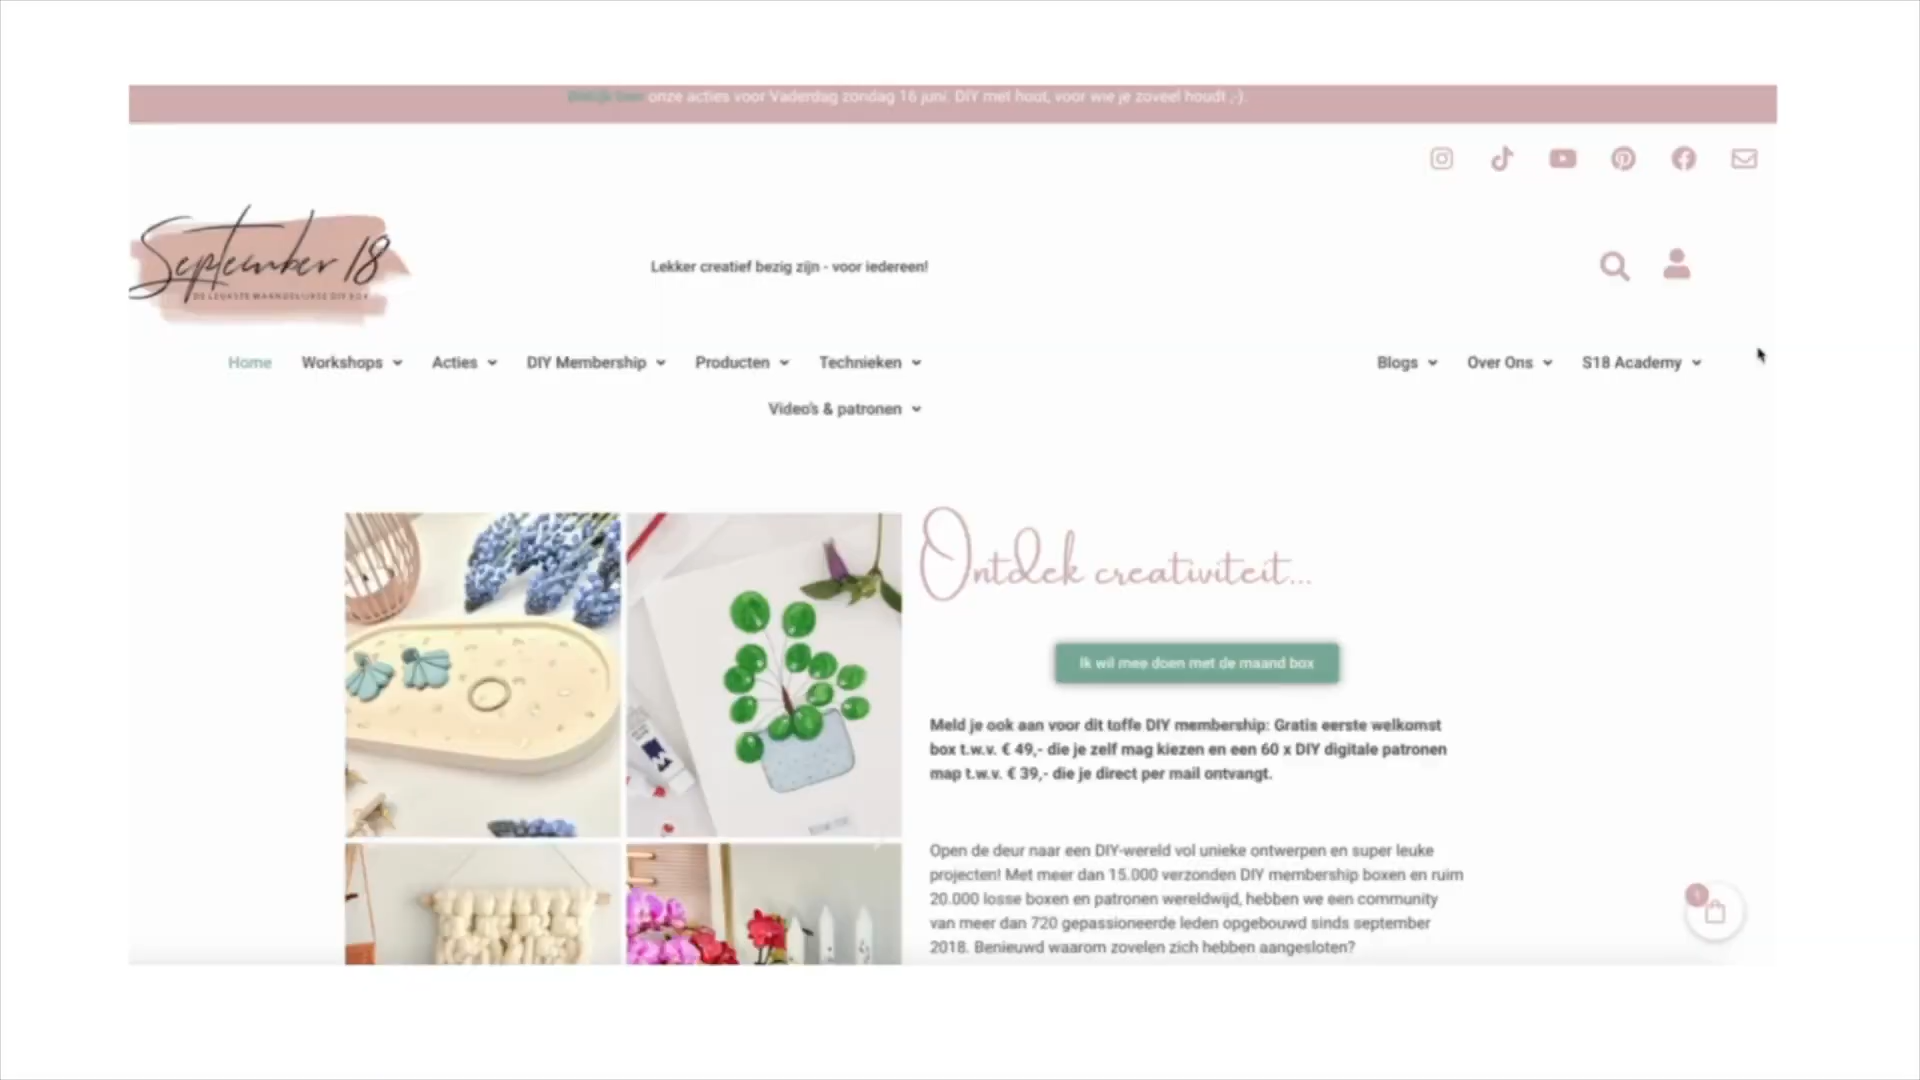 onze acties voor Vaderdag zondag 16 juni. DIY met hout, voor wie je zoveel houdt ;-).
September 18
DE LEUKSTE MAANDELIJKSE DIY BOX
Lekker creatief bezig zijn - voor iedereen!
Home Workshops Acties DIY Membership Producten Technieken Blogs Over Ons S18 Academy
Video's & patronen
Ontdek creativiteit...
Ik wil mee doen met de maand box
Meld je ook aan voor dit toffe DIY membership: Gratis eerste welkomst
box t.w.v. € 49,- die je zelf mag kiezen en een 60 x DIY digitale patronen
map t.w.v. € 39,- die je direct per mail ontvangt.
Open de deur naar een DIY-wereld vol unieke ontwerpen en super leuke
projecten! Met meer dan 15.000 verzonden DIY membership boxen en ruim
20.000 losse boxen en patronen wereldwijd, hebben we een community
van meer dan 720 gepassioneerde leden opgebouwd sinds september
2018. Benieuwd waarom zovelen zich hebben aangesloten?